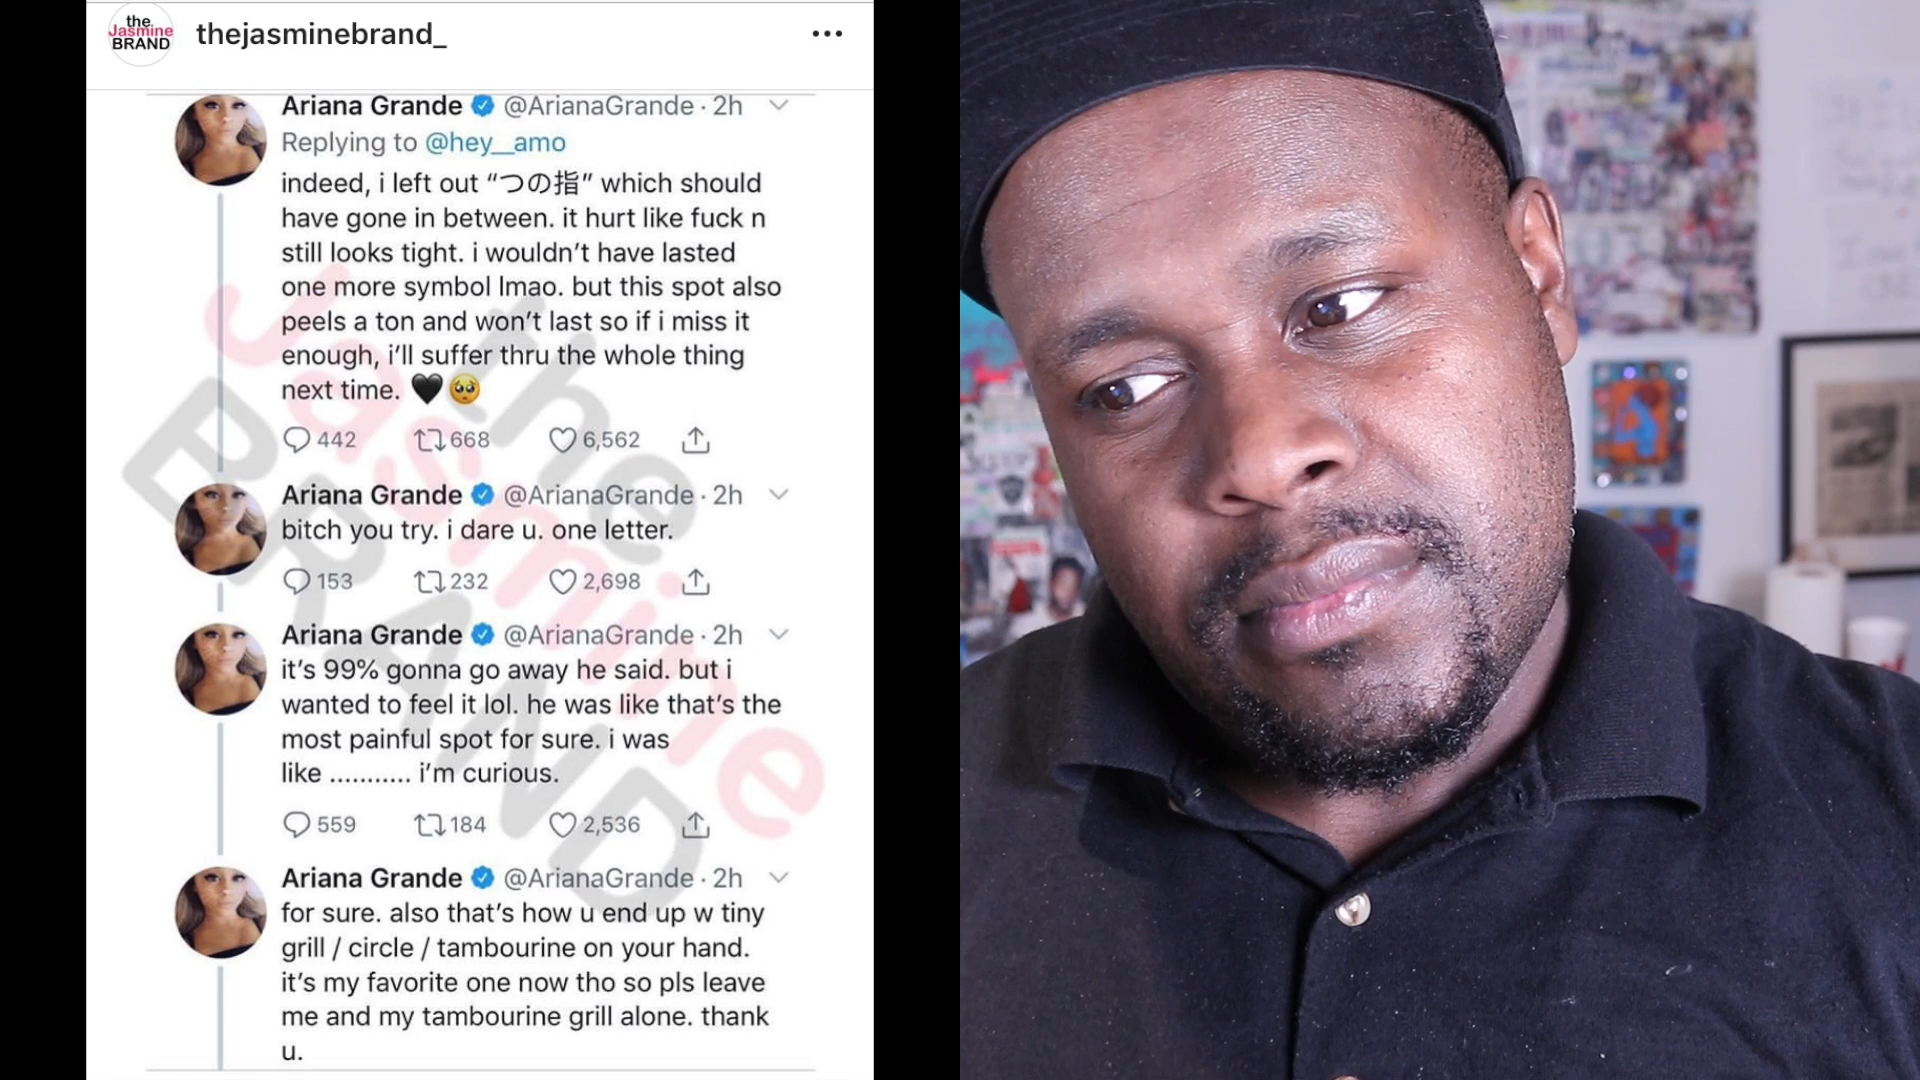 the
Jasmine
BRAND
thejasminebrand_
Ariana Grande @ArianaGrande · 2h
Replying to @hey__amo
indeed, i left out “つの指” which should
have gone in between. it hurt like fuck n
still looks tight. i wouldn’t have lasted
one more symbol lmao. but this spot also
peels a ton and won’t last so if i miss it
enough, i’ll suffer thru the whole thing
next time. 🖤🥺
442 668 6,562
Ariana Grande @ArianaGrande · 2h
bitch you try. i dare u. one letter.
153 232 2,698
Ariana Grande @ArianaGrande · 2h
it’s 99% gonna go away he said. but i
wanted to feel it lol. he was like that’s the
most painful spot for sure. i was
like ........... i’m curious.
559 184 2,536
Ariana Grande @ArianaGrande · 2h
for sure. also that’s how u end up w tiny
grill / circle / tambourine on your hand.
it’s my favorite one now tho so pls leave
me and my tambourine grill alone. thank
u.
the
Jasmine
BRAND